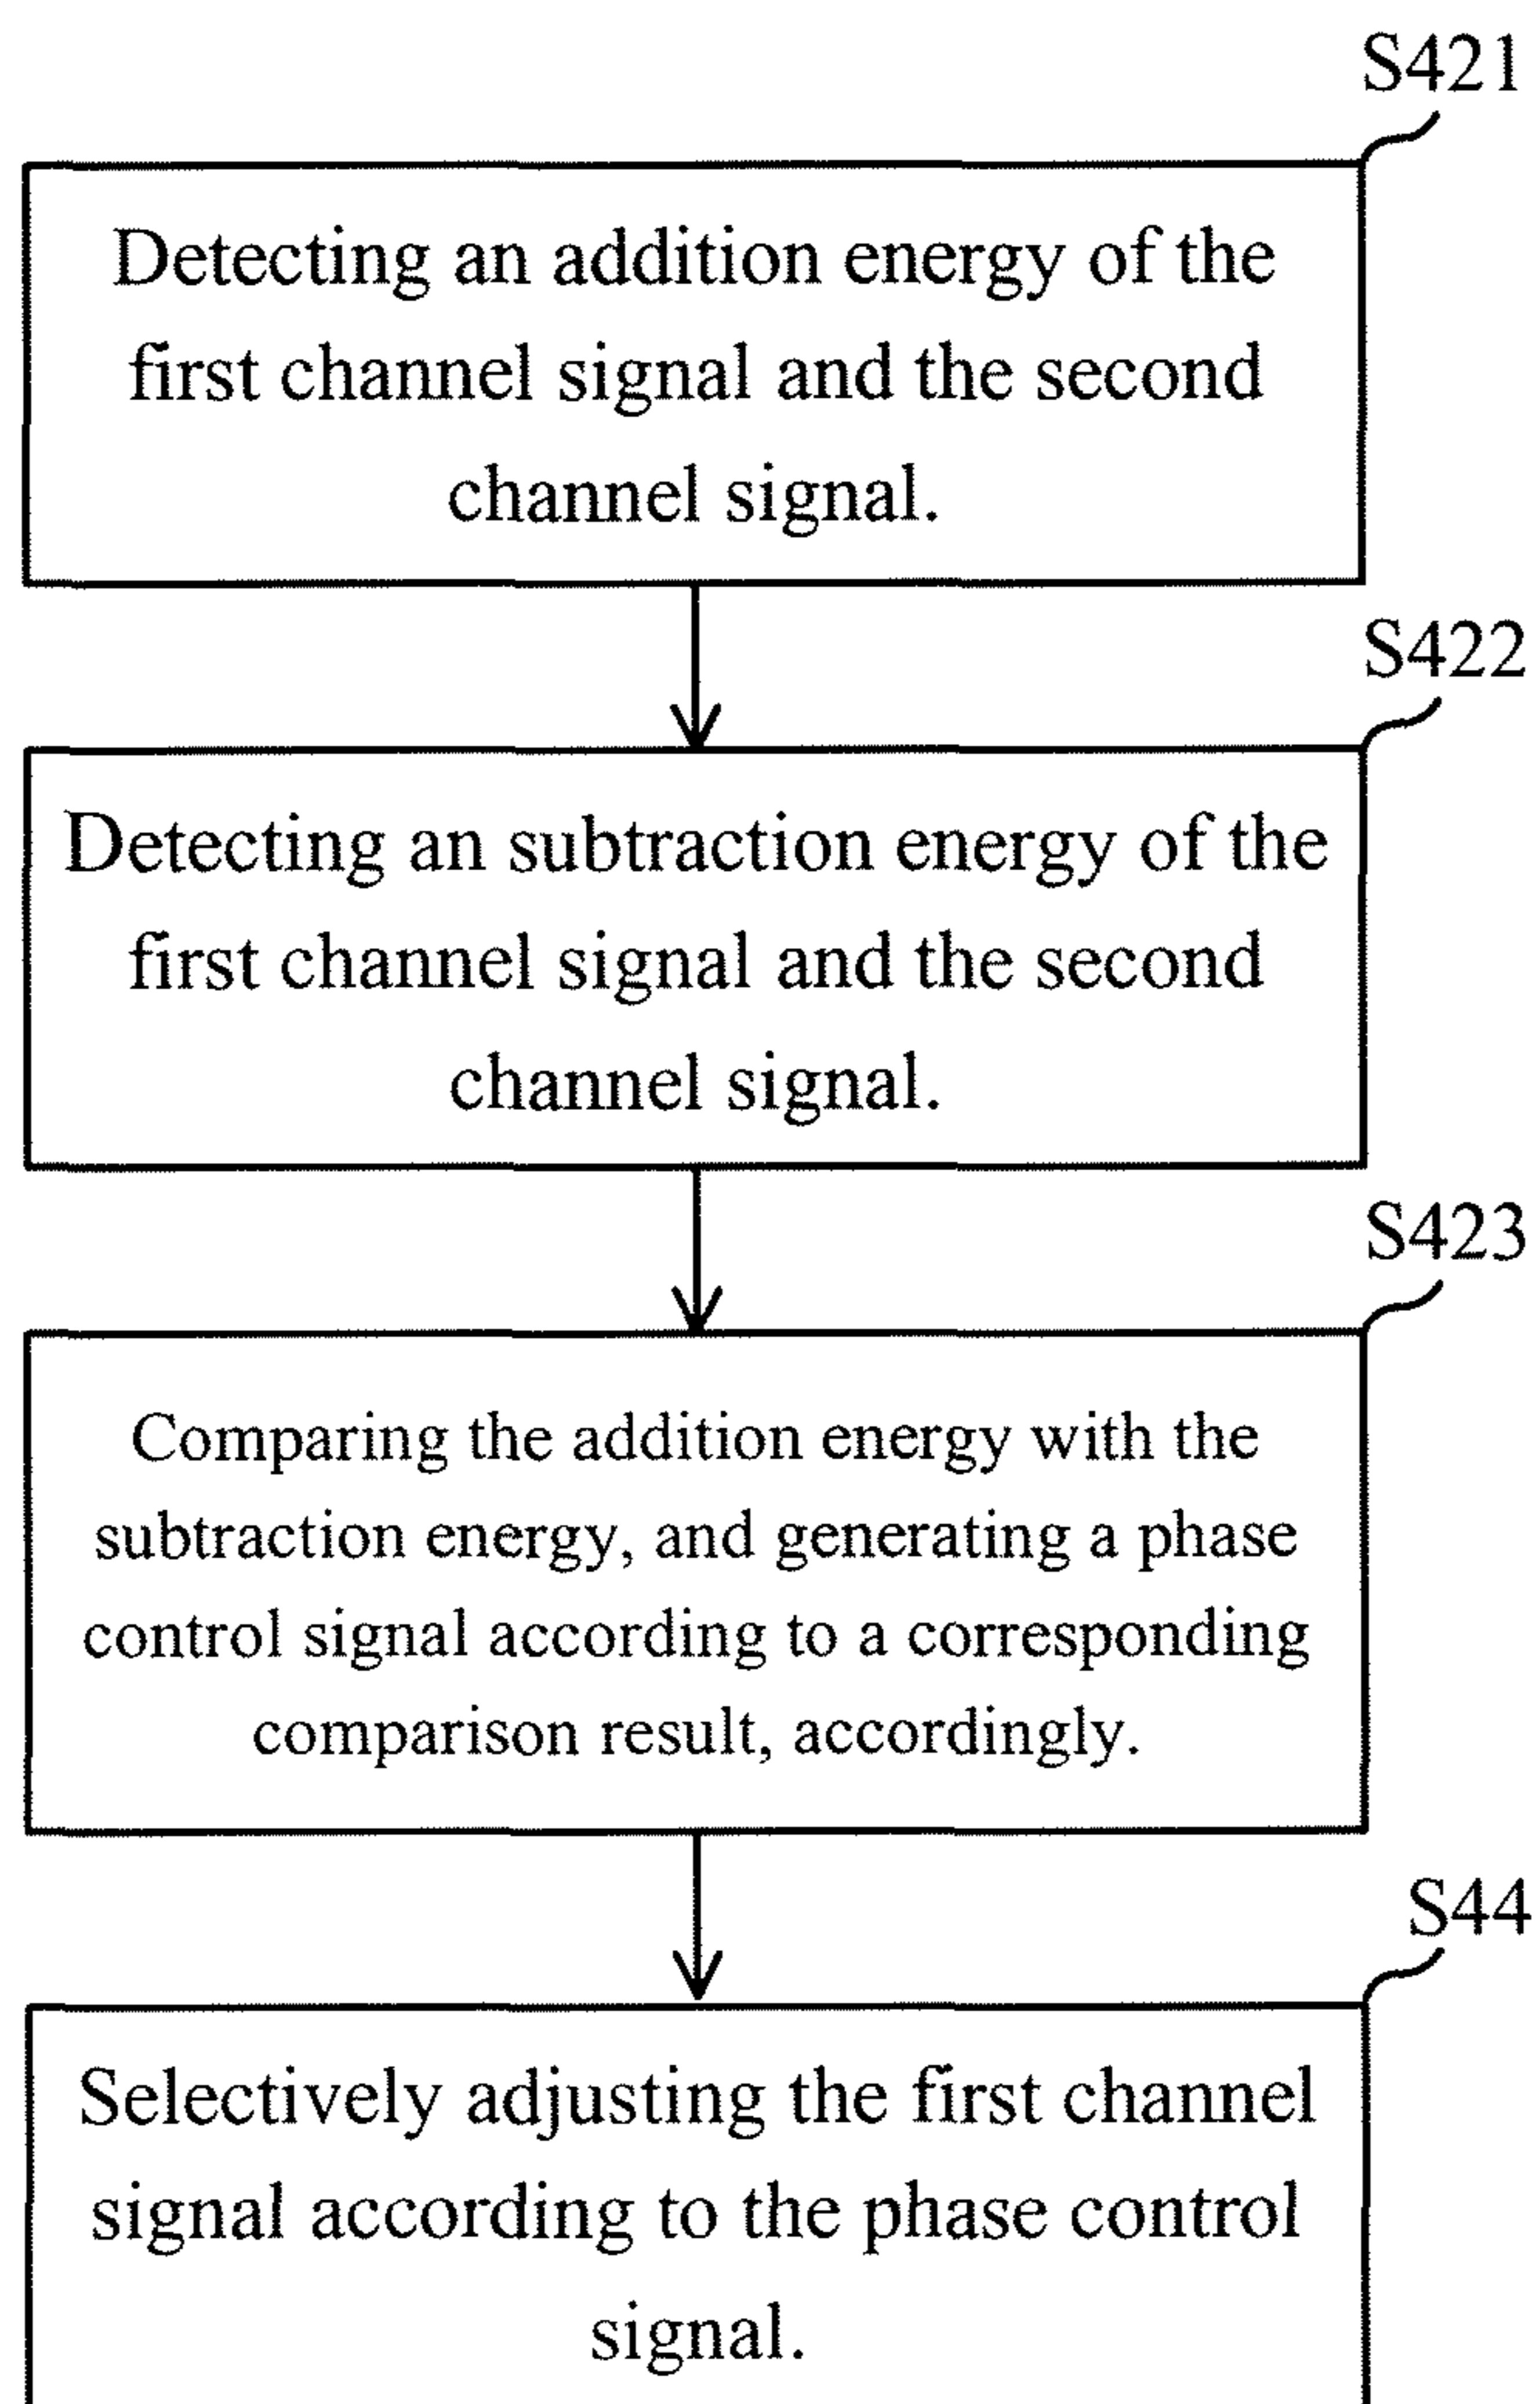 S421
Detecting an addition energy of the
first channel signal and the second
channel signal.
S422
Detecting an subtraction energy of the
first channel signal and the second
channel signal.
S423
Comparing the addition energy with the
subtraction energy, and generating a phase
control signal according to a corresponding
comparison result, accordingly.
S44
Selectively adjusting the first channel
signal according to the phase control
signal.